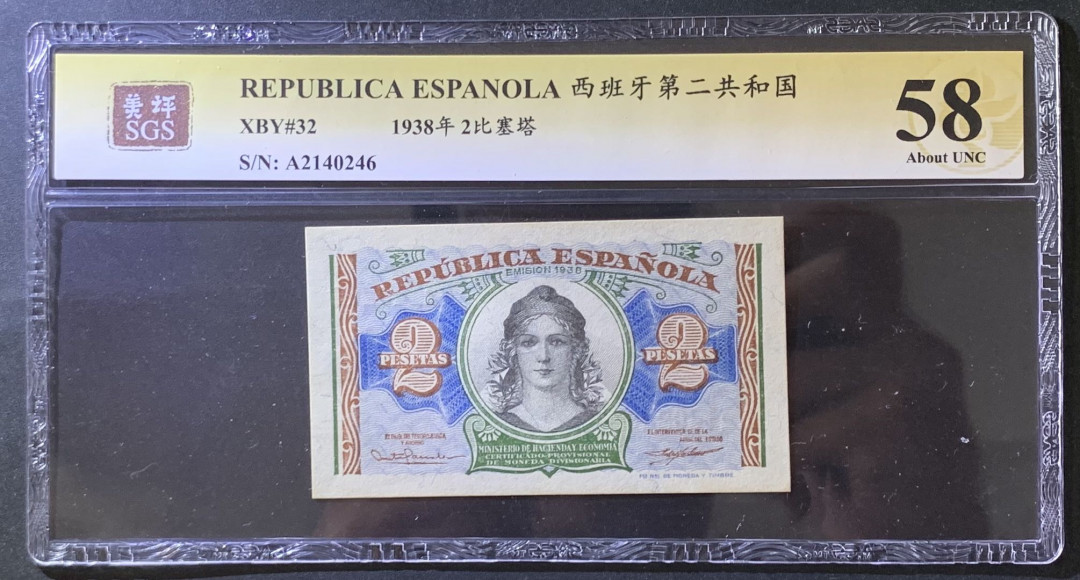 美评
SGS
REPUBLICA ESPANOLA 西班牙第二共和国
XBY#32 1938年 2比塞塔
S/N: A2140246
58
About UNC
REPÚBLICA ESPAÑOLA
EMISION 1938
2
PESETAS
2
PESETAS
MINISTERIO DE HACIENDA Y ECONOMIA
CERTIFICADO PROVISIONAL
DE MONEDA DIVISIONARIA